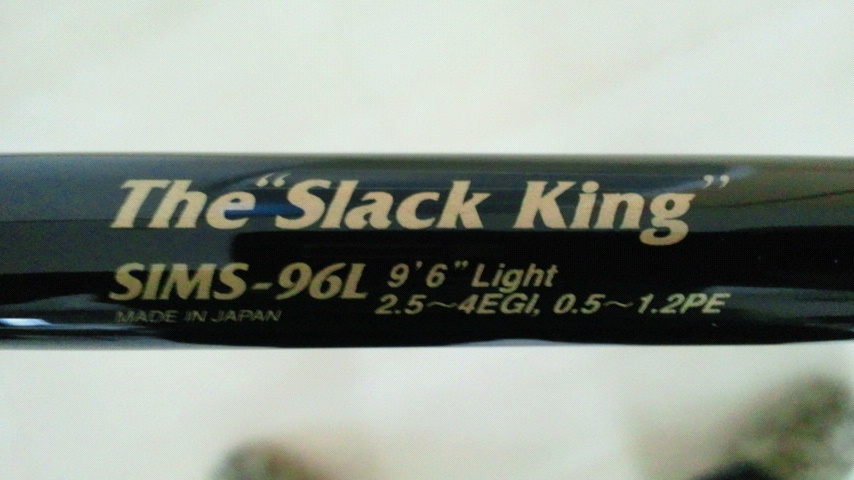 The “Slack King”
SIMS-96L 9'6" Light
2.5~4EGI, 0.5~1.2PE
MADE IN JAPAN